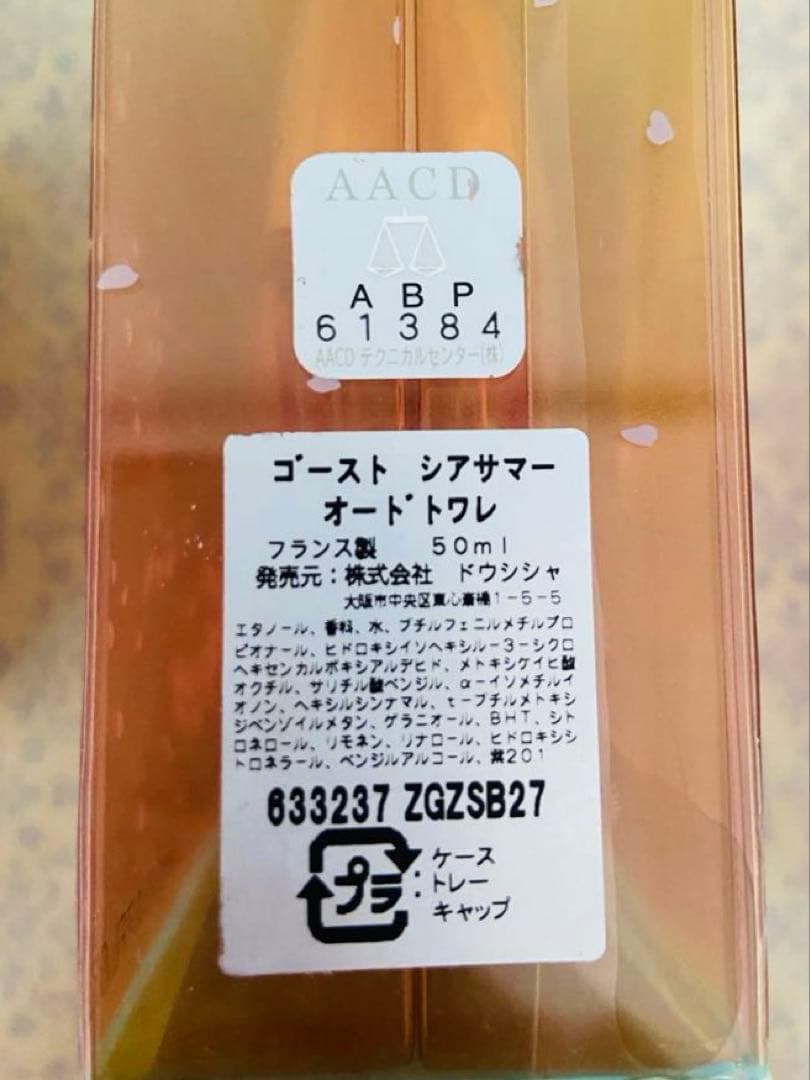 AACD
ABP
61384
AACD テクニカルセンター(株)
ゴースト シアサマー
オードトワレ
フランス製 50ml
発売元:株式会社 ドウシシャ
大阪市中央区東心斎橋1-5-5
エタノール、香料、水、ブチルフェニルメチルプロ
ピオナール、ヒドロキシイソヘキシル-3-シクロ
ヘキセンカルボキシアルデヒド、メトキシケイヒ酸
オクチル、サリチル酸ベンジル、α-イソメチルイ
オノン、ヘキシルシンナマル、t-ブチルメトキシ
ジベンゾイルメタン、ゲラニオール、BHT、シト
ロネロール、リモネン、リナロール、ヒドロキシシ
トロネラール、ベンジルアルコール、紫201
633237 ZGZSB27
プラ
:
ケース
トレー
キャップ